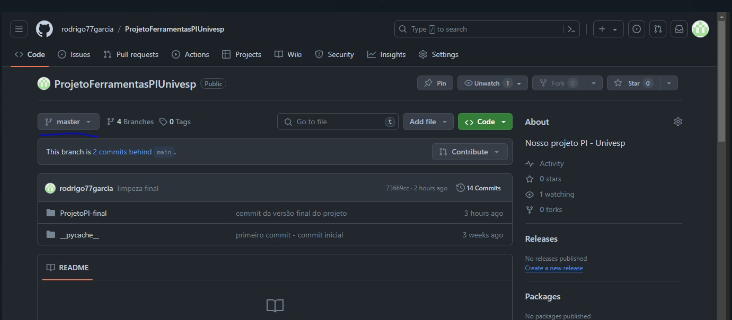 rodrigo77garcia / ProjetoFerramentasPIUnivesp
Type / to search
Code Issues Pull requests Actions Projects Wiki Security Insights Settings
ProjetoFerramentasPIUnivesp Public
Pin Unwatch 1 Fork 0 Star 0
master 4 Branches 0 Tags Go to file t Add file Code
This branch is 2 commits behind main.
Contribute
rodrigo77garcia limpeza final 2 hours ago 14 Commits
ProjetoPI-final commit da versão final do projeto 3 hours ago
__pycache__ primeiro commit - commit inicial 3 weeks ago
README
About
Nosso projeto PI - Univesp
Activity
0 stars
1 watching
0 forks
Releases
No releases published
Create a new release
Packages
No packages published